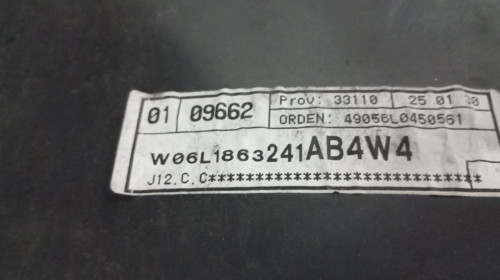 01 09662 Prov: 33110 25 01
ORDEN: 49056L0450561
W06L1863241AB4W4
J12.C.C*****************************